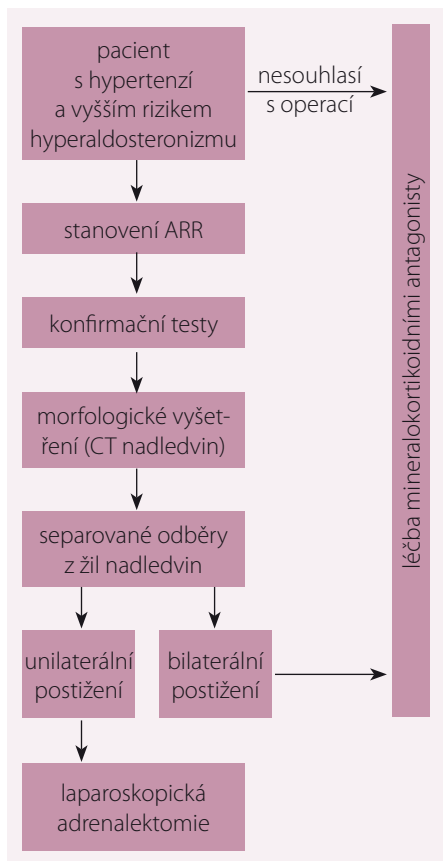 pacient
s hypertenzí
a vyšším rizikem
hyperaldosteronizmu
nesouhlasí
s operací
stanovení ARR
konfirmační testy
morfologické vyšet-
ření (CT nadledvin)
separované odběry
z žil nadledvin
unilaterální
postižení
bilaterální
postižení
laparoskopická
adrenalektomie
léčba mineralokortikoidními antagonisty